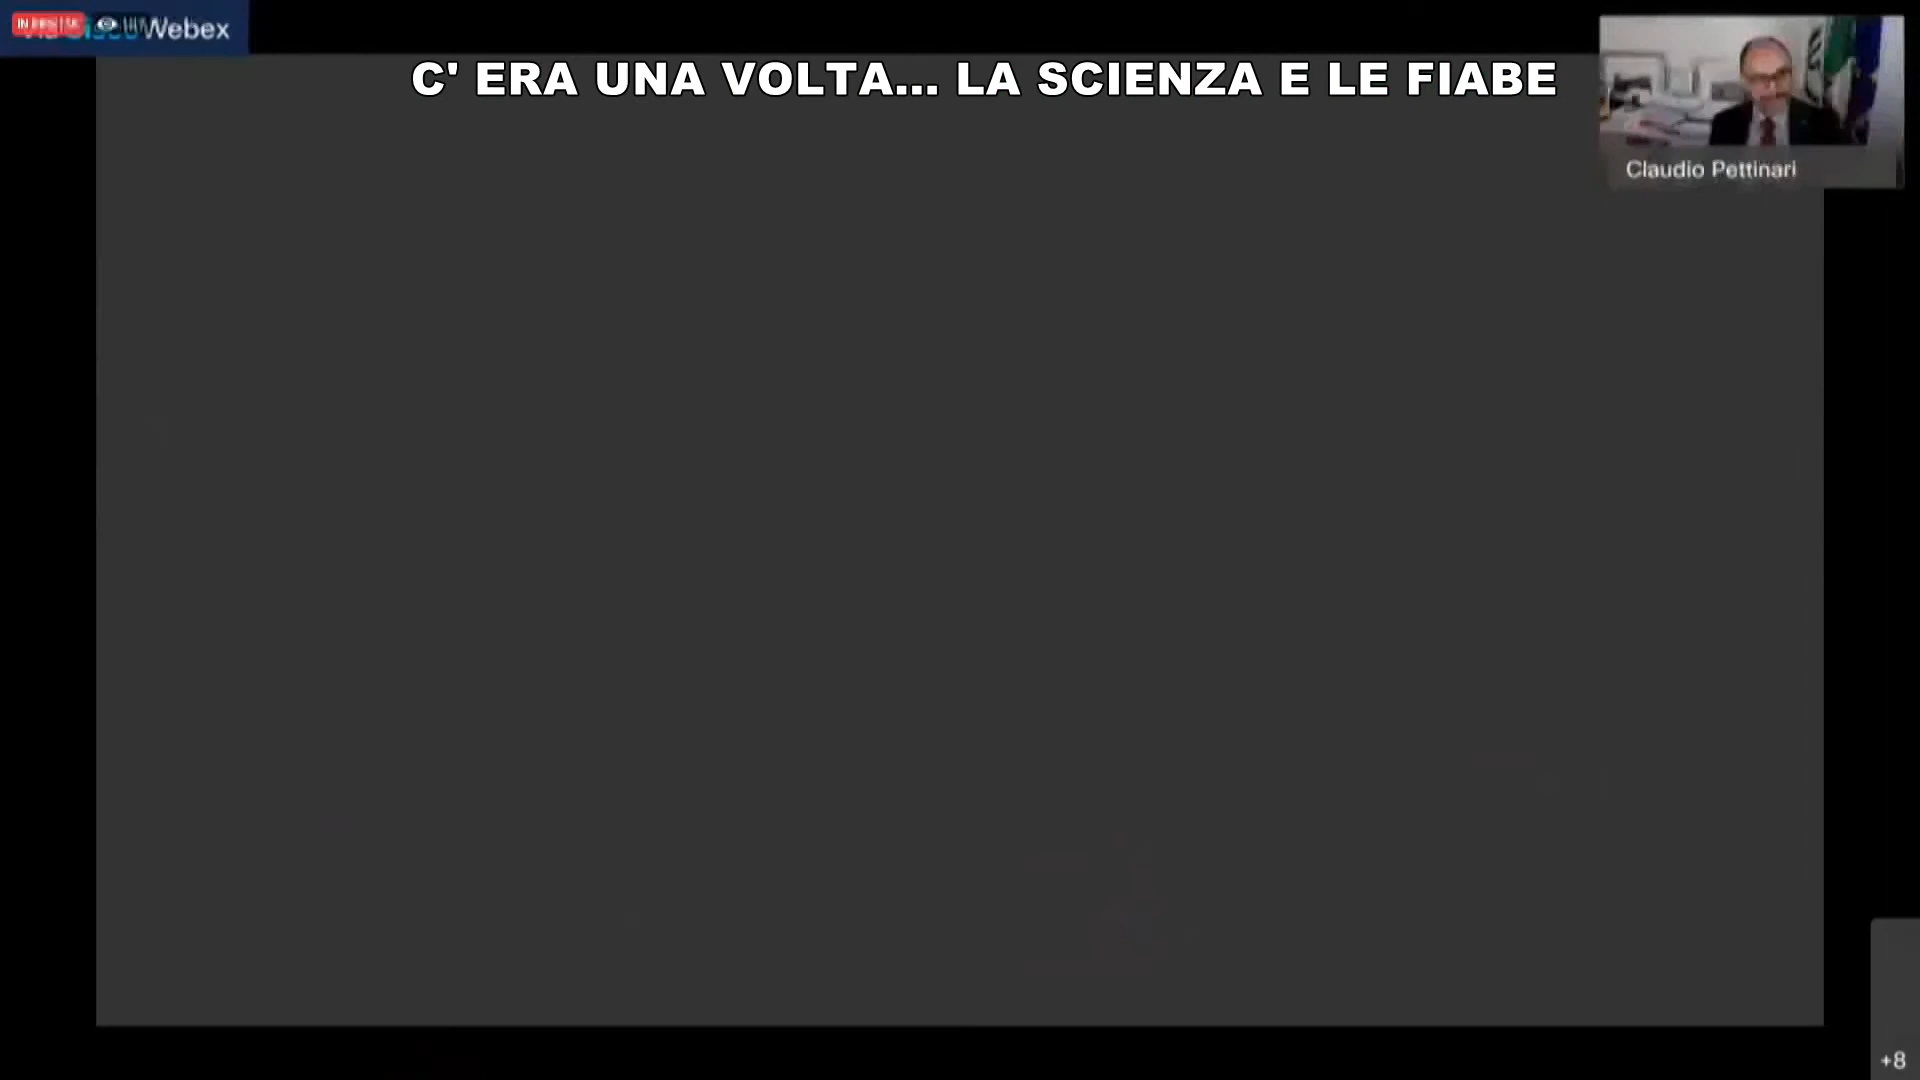 Webex
C' ERA UNA VOLTA... LA SCIENZA E LE FIABE
Claudio Pettinari
+8